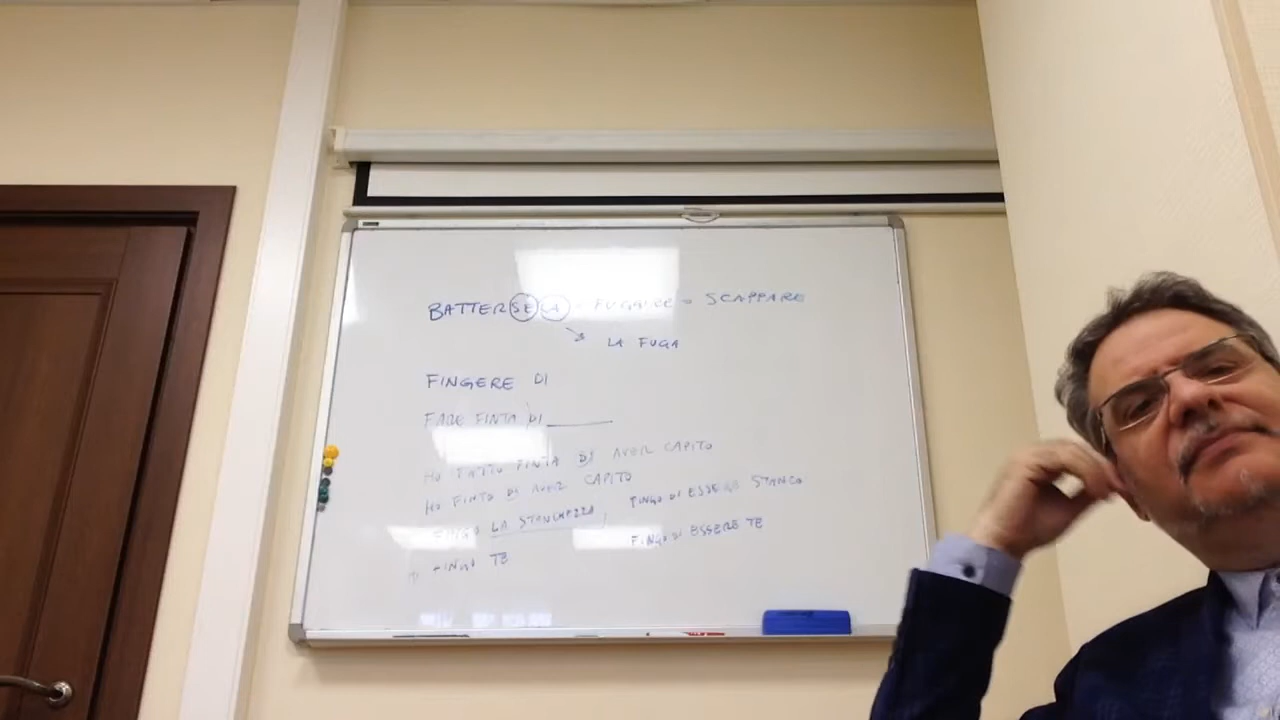 BATTERSELA = FUGGIRE = SCAPPARE
LA FUGA
FINGERE DI
FARE FINTA DI
HO FATTO FINTA DI AVER CAPITO
HO FINTO DI AVER CAPITO
FINGO LA STANCHEZZA, FINGO DI ESSERE STANCO
FINGO TE FINGO DI ESSERE TE